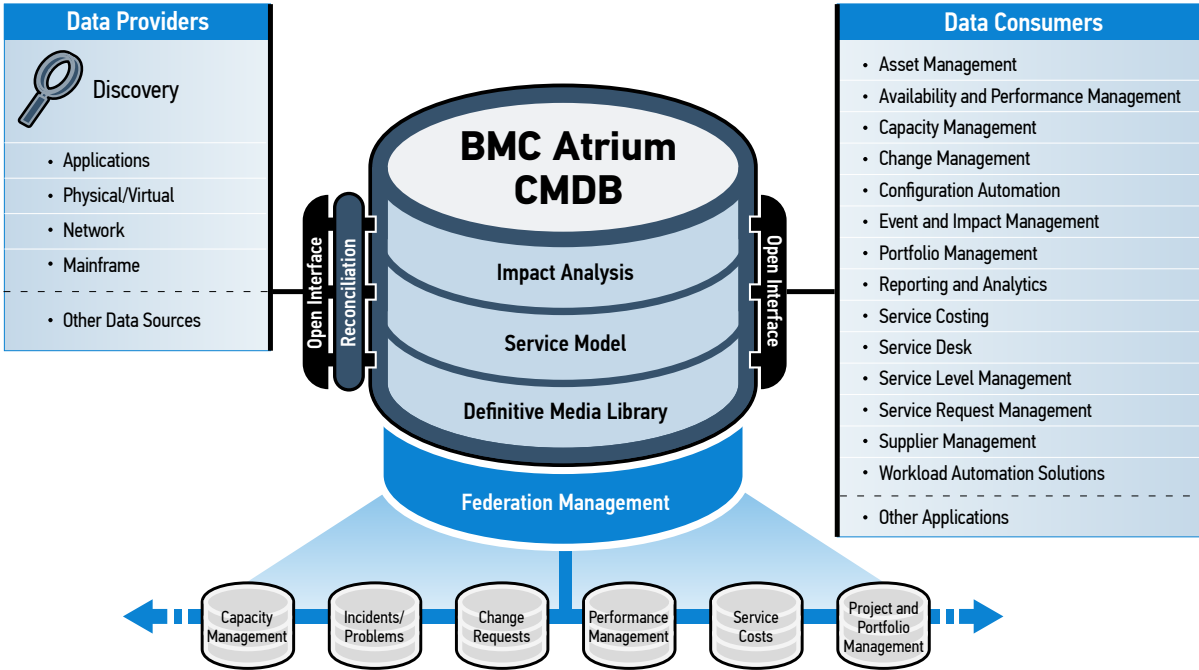 Data Providers
Discovery
• Applications
• Physical/Virtual
• Network
• Mainframe
• Other Data Sources
Open Interface
Reconciliation
BMC Atrium
CMDB
Impact Analysis
Service Model
Definitive Media Library
Federation Management
Open Interface
Data Consumers
• Asset Management
• Availability and Performance Management
• Capacity Management
• Change Management
• Configuration Automation
• Event and Impact Management
• Portfolio Management
• Reporting and Analytics
• Service Costing
• Service Desk
• Service Level Management
• Service Request Management
• Supplier Management
• Workload Automation Solutions
• Other Applications
Capacity
Management
Incidents/
Problems
Change
Requests
Performance
Management
Service
Costs
Project and
Portfolio
Management